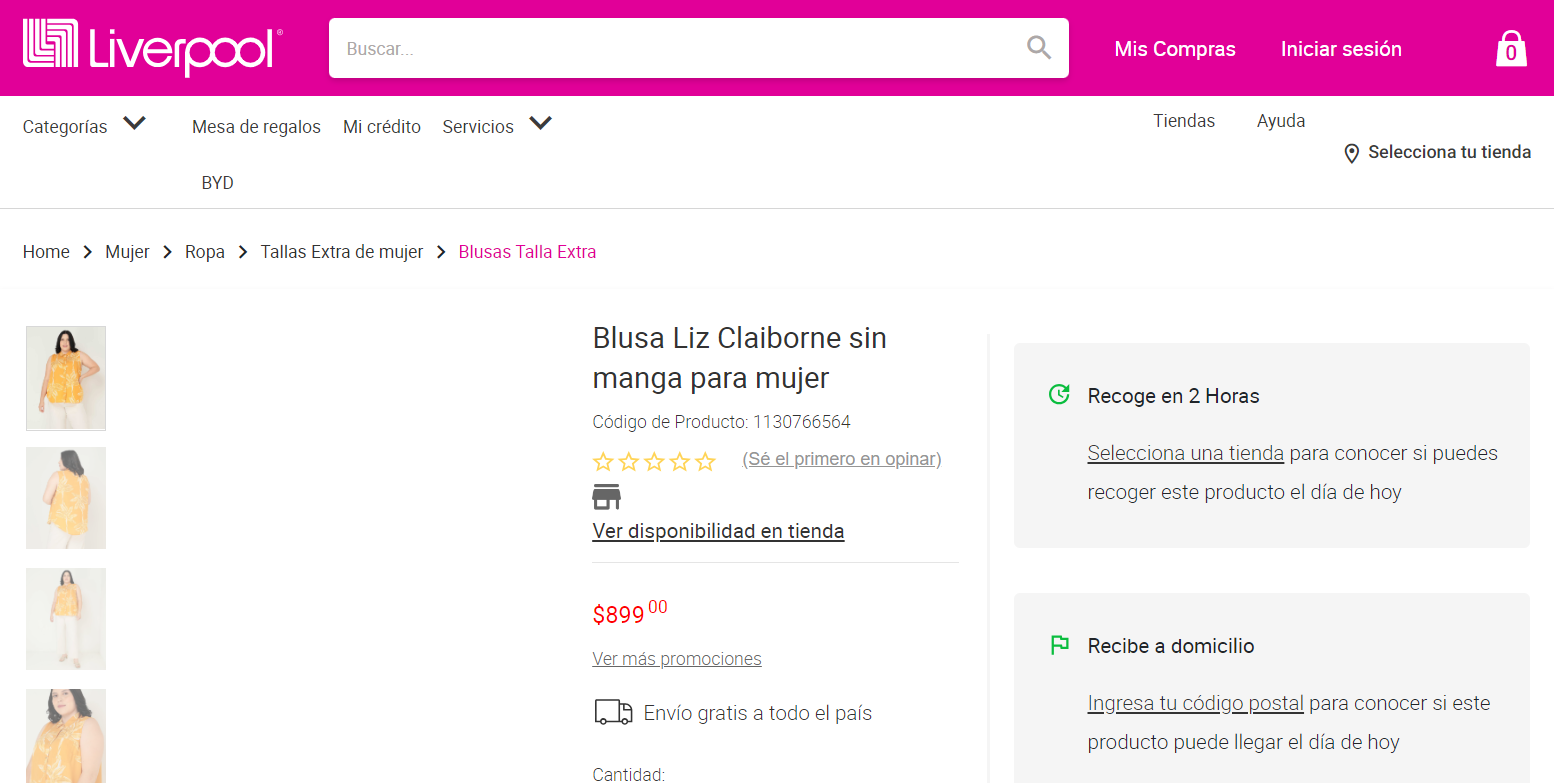 Liverpool®
Buscar...
Mis Compras
Iniciar sesión
0
Categorías
Mesa de regalos
Mi crédito
Servicios
Tiendas
Ayuda
Selecciona tu tienda
BYD
Home
Mujer
Ropa
Tallas Extra de mujer
Blusas Talla Extra
Blusa Liz Claiborne sin
manga para mujer
Código de Producto: 1130766564
(Sé el primero en opinar)
Ver disponibilidad en tienda
$899 00
Ver más promociones
Envío gratis a todo el país
Cantidad:
Recoge en 2 Horas
Selecciona una tienda para conocer si puedes
recoger este producto el día de hoy
Recibe a domicilio
Ingresa tu código postal para conocer si este
producto puede llegar el día de hoy